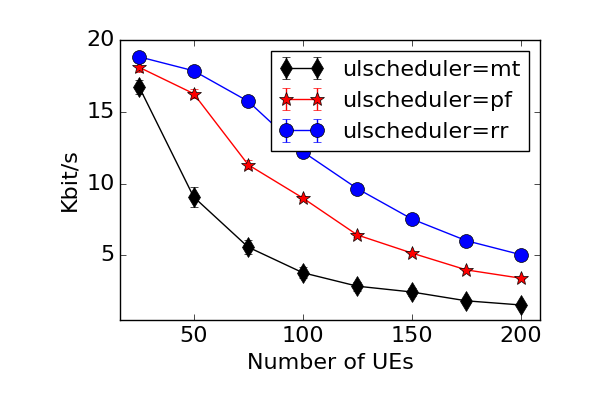 20
15
10
5
Kbit/s
ulscheduler=mt
ulscheduler=pf
ulscheduler=rr
50 100 150 200
Number of UEs